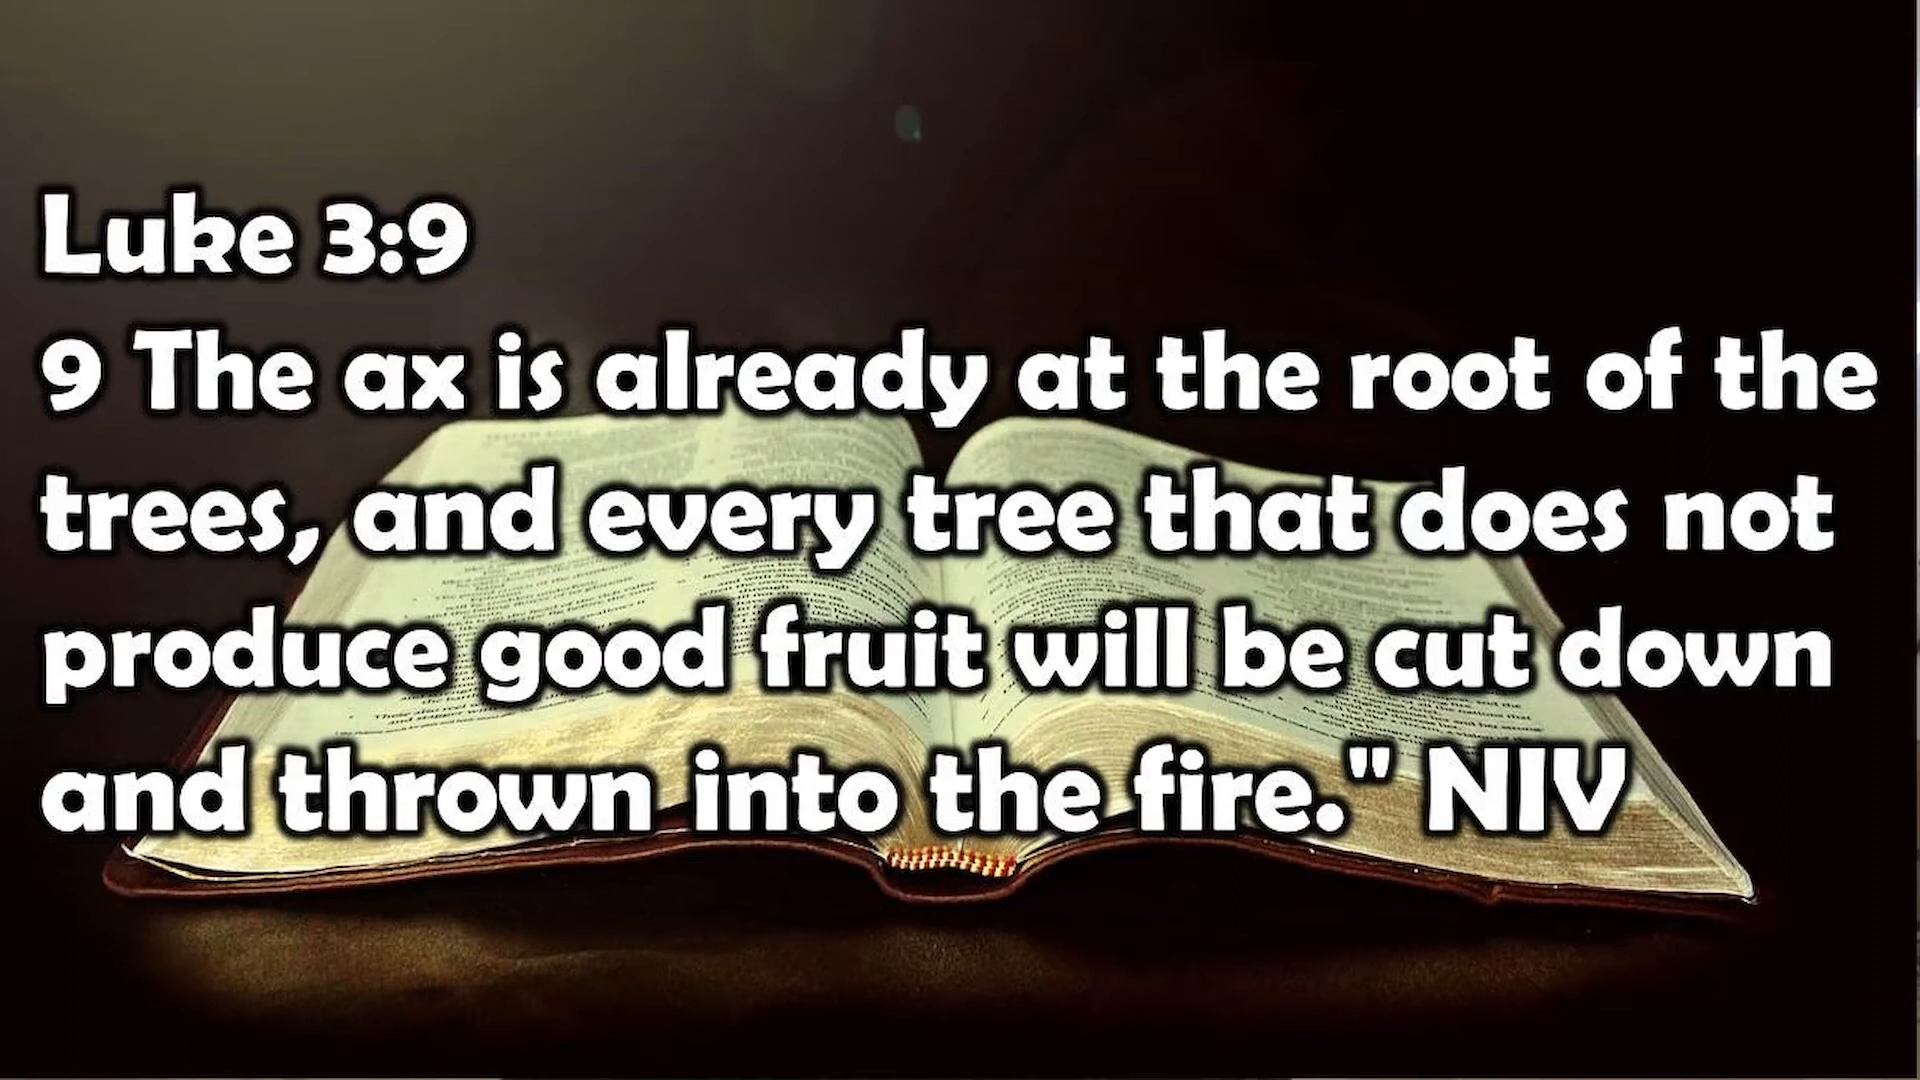 Luke 3:9
9 The ax is already at the root of the
trees, and every tree that does not
produce good fruit will be cut down
and thrown into the fire." NIV